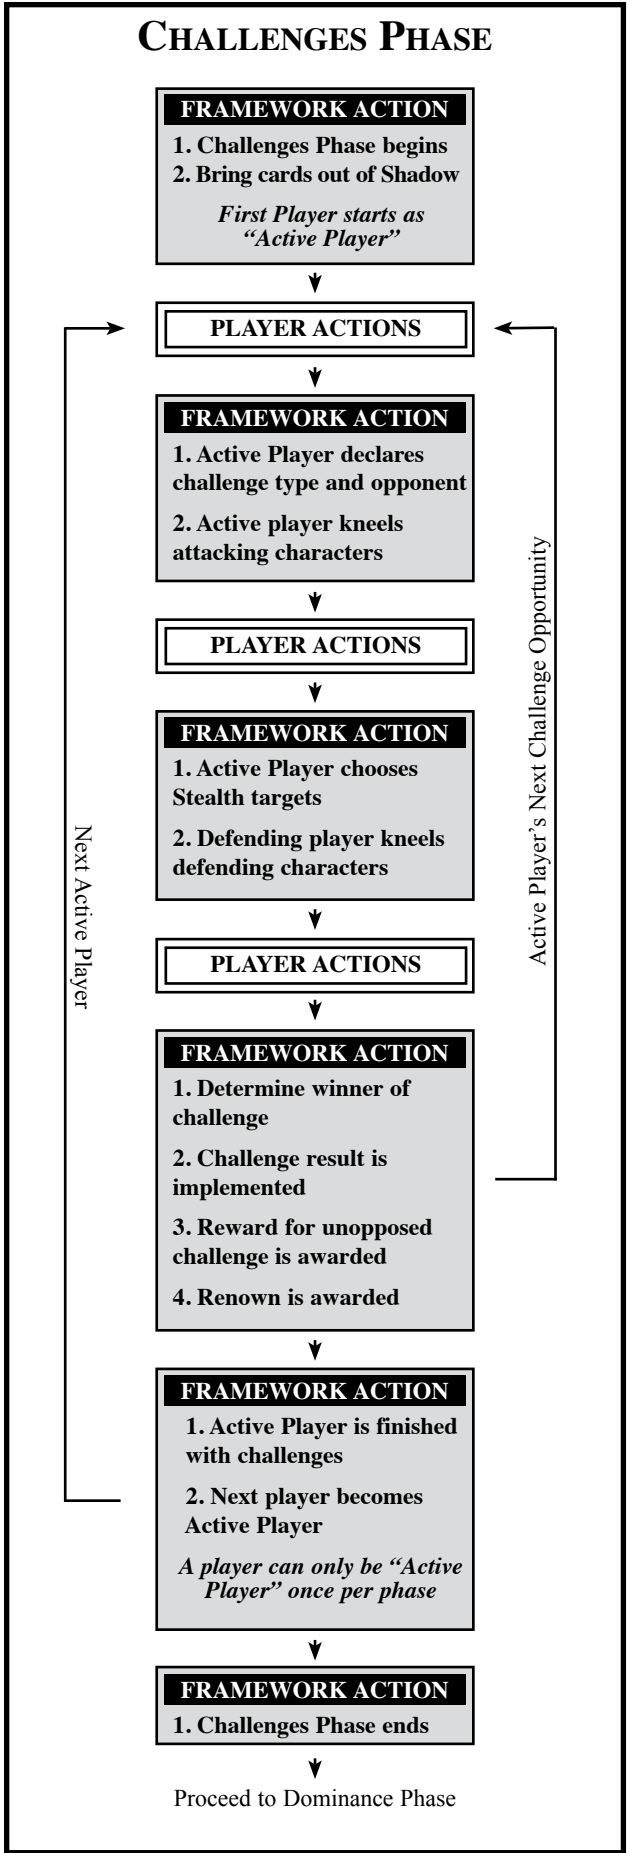 CHALLENGES PHASE
FRAMEWORK ACTION
1. Challenges Phase begins
2. Bring cards out of Shadow
First Player starts as
“Active Player”
PLAYER ACTIONS
FRAMEWORK ACTION
1. Active Player declares
challenge type and opponent
2. Active player kneels
attacking characters
PLAYER ACTIONS
FRAMEWORK ACTION
1. Active Player chooses
Stealth targets
2. Defending player kneels
defending characters
PLAYER ACTIONS
FRAMEWORK ACTION
1. Determine winner of
challenge
2. Challenge result is
implemented
3. Reward for unopposed
challenge is awarded
4. Renown is awarded
Active Player’s Next Challenge Opportunity
Next Active Player
FRAMEWORK ACTION
1. Active Player is finished
with challenges
2. Next player becomes
Active Player
A player can only be “Active
Player” once per phase
FRAMEWORK ACTION
1. Challenges Phase ends
Proceed to Dominance Phase